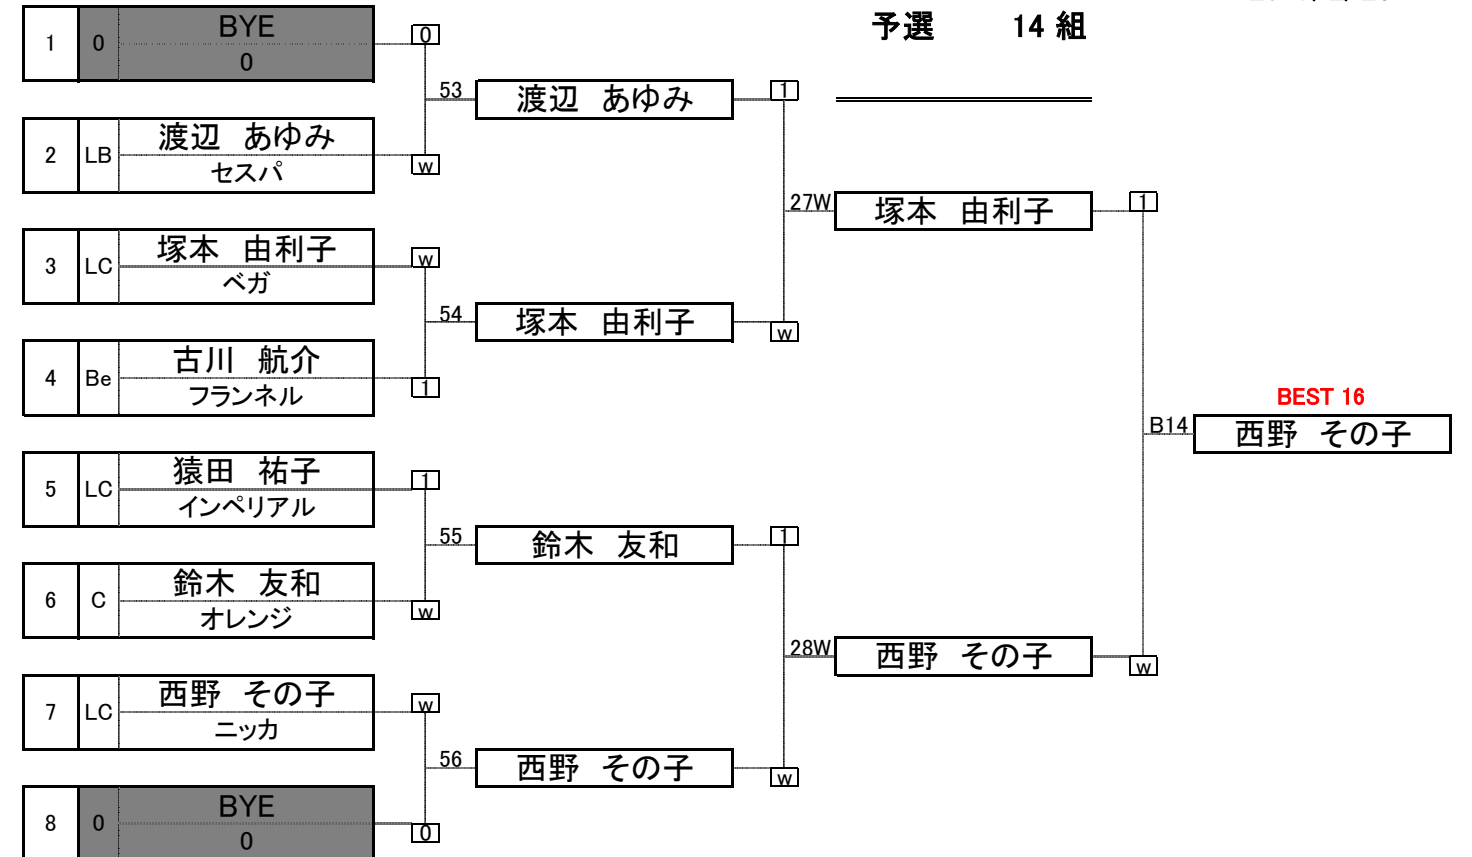 予選 14 組
1 0 BYE 0
0
2 LB 渡辺 あゆみ w
セスパ
53 渡辺 あゆみ 1
3 LC 塚本 由利子 w
ベガ
4 Be 古川 航介 1
フランネル
54 塚本 由利子 w
27W 塚本 由利子 1
5 LC 猿田 祐子 1
インペリアル
6 C 鈴木 友和 w
オレンジ
55 鈴木 友和 1
7 LC 西野 その子 w
ニッカ
8 0 BYE 0
0
56 西野 その子 w
28W 西野 その子 w
BEST 16
B14 西野 その子